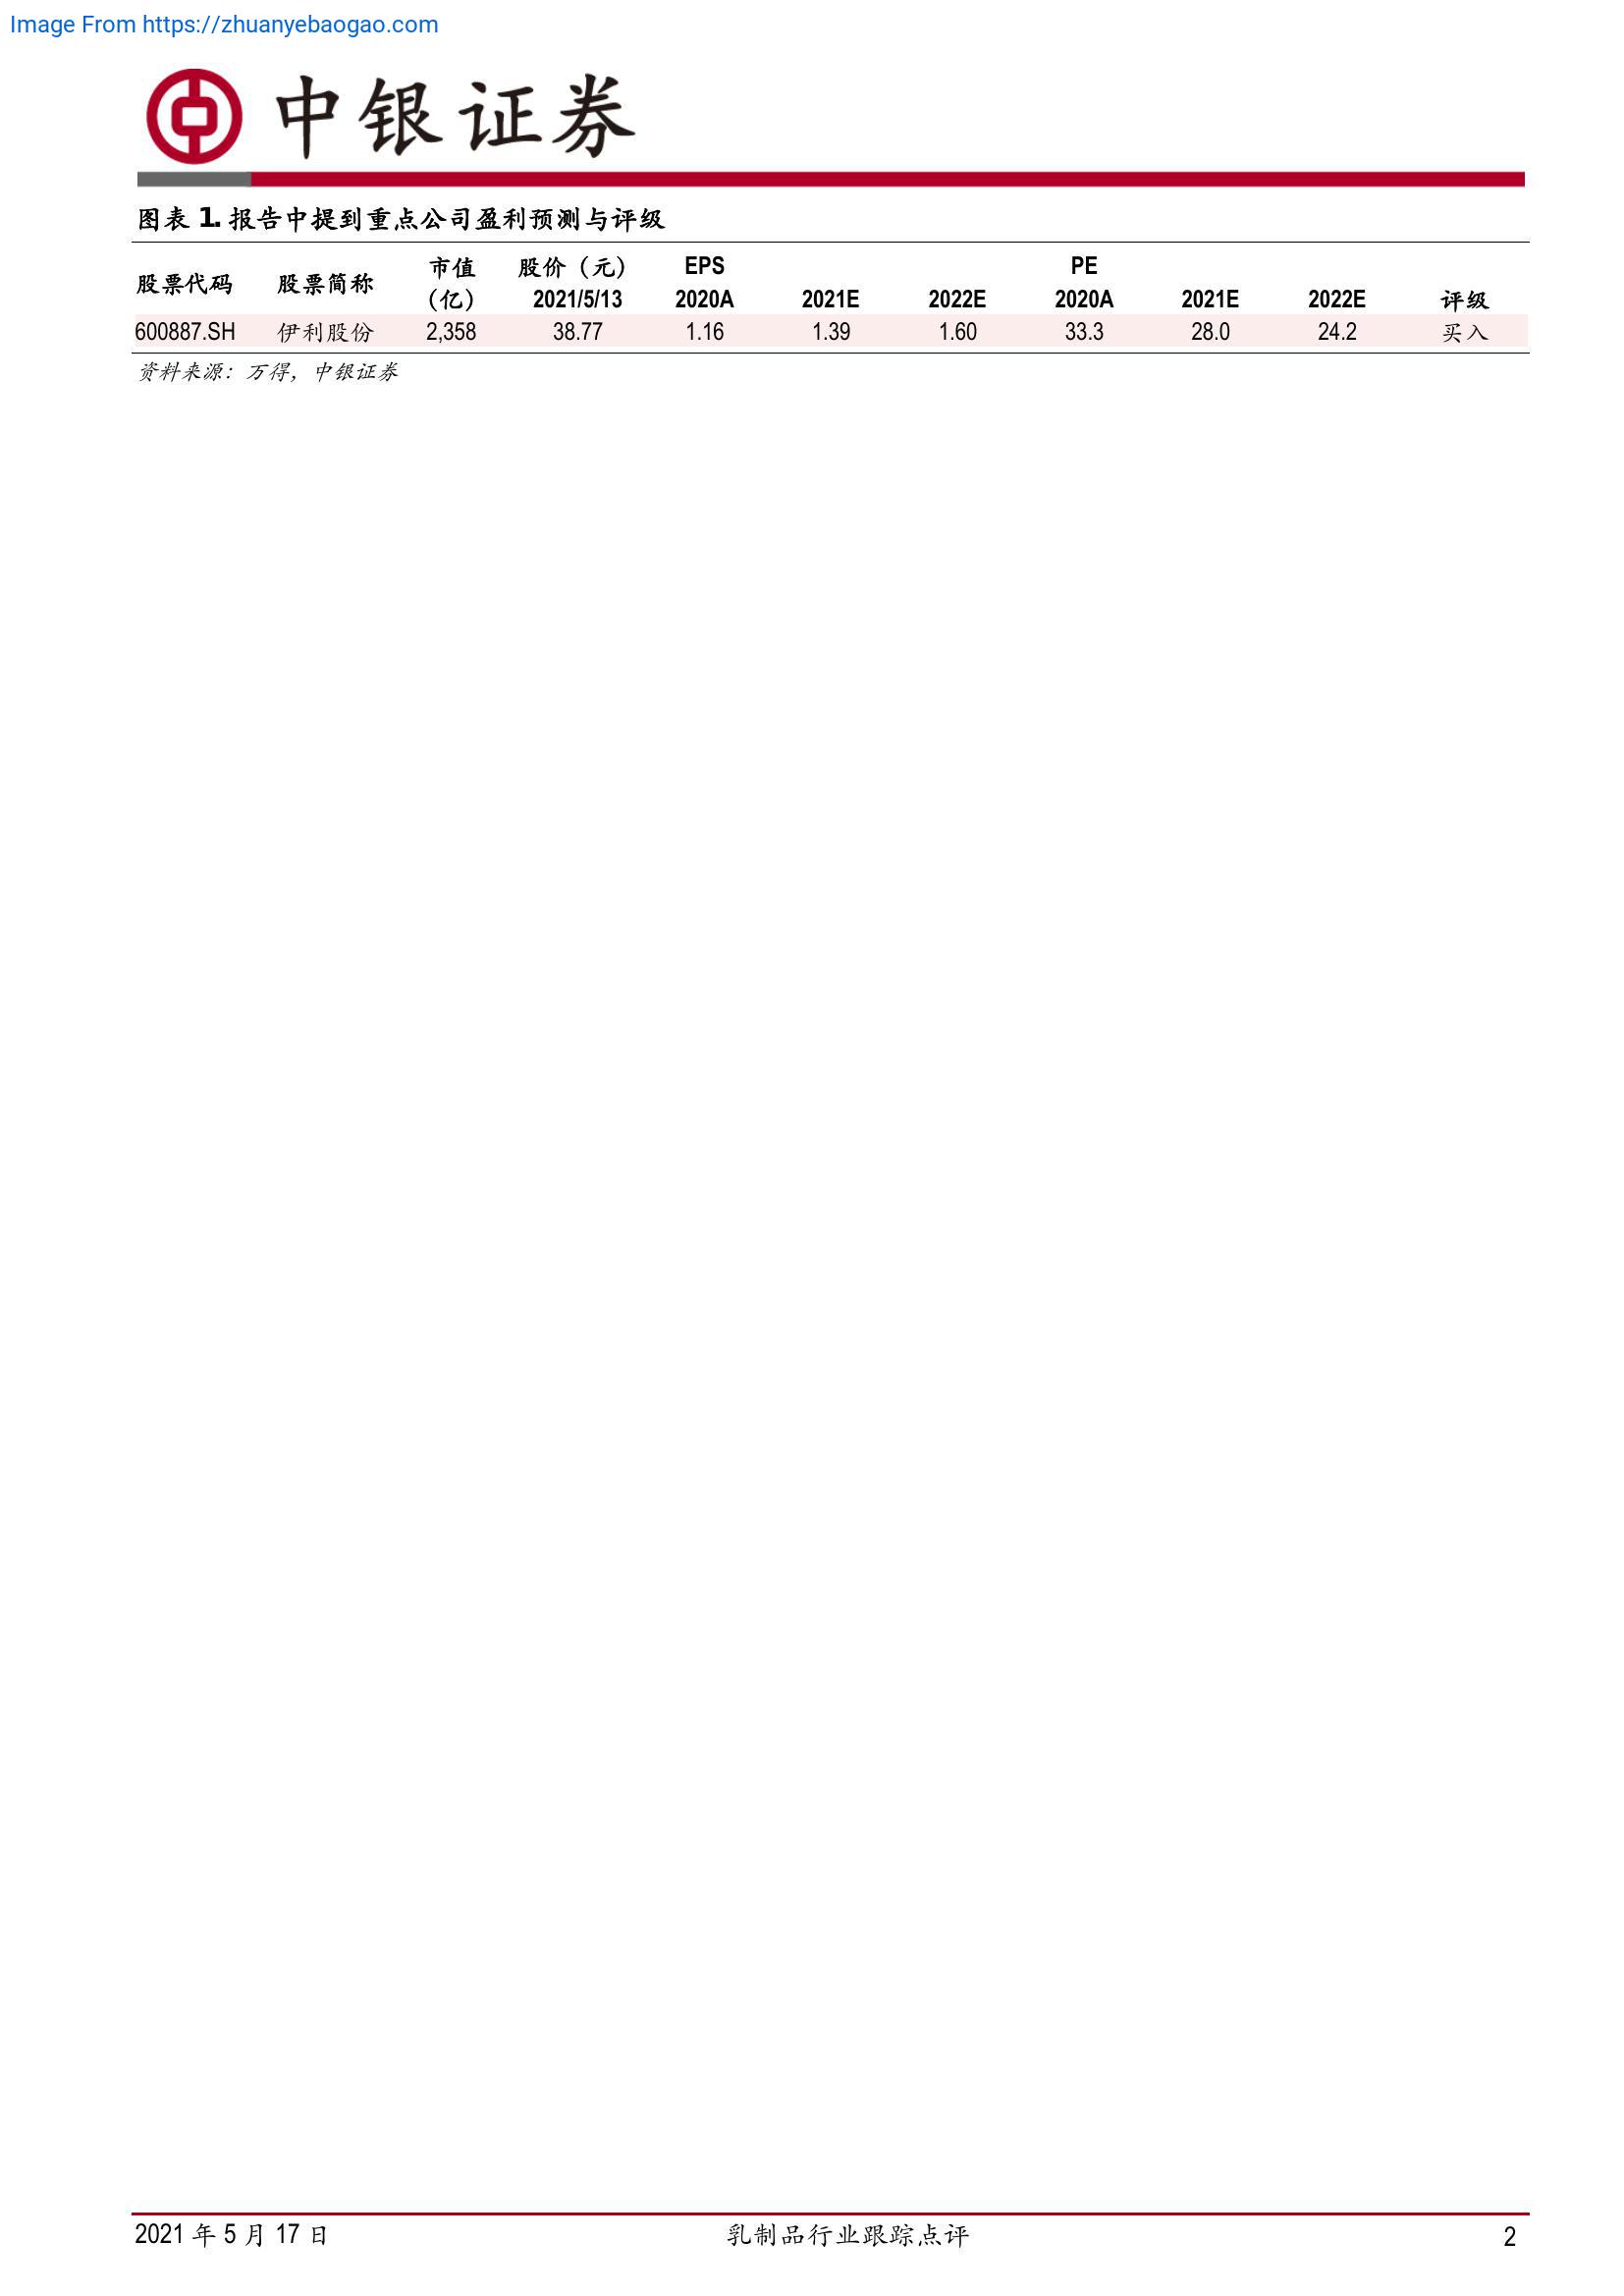 Image From https://zhuanyebaogao.com
中银证券
图表 1. 报告中提到重点公司盈利预测与评级
股票代码 股票简称 市值（亿） 股价（元） EPS PE
2021/5/13 2020A 2021E 2022E 2020A 2021E 2022E 评级
600887.SH 伊利股份 2,358 38.77 1.16 1.39 1.60 33.3 28.0 24.2 买入
资料来源：万得，中银证券
2021 年 5 月 17 日 乳制品行业跟踪点评 2